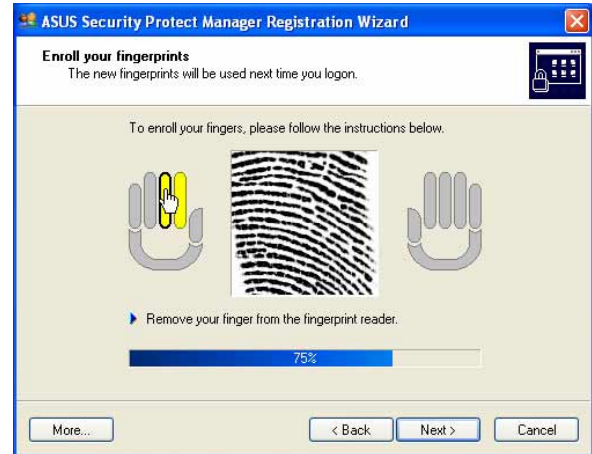 ASUS Security Protect Manager Registration Wizard
Enroll your fingerprints
The new fingerprints will be used next time you logon.
To enroll your fingers, please follow the instructions below.
Remove your finger from the fingerprint reader.
75%
More... < Back Next > Cancel